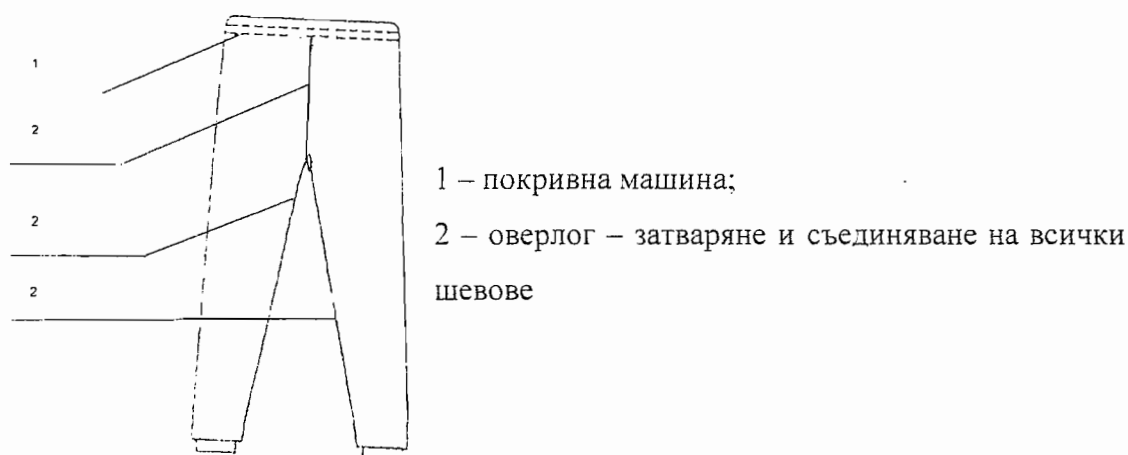 1
2
2
2
1 – покривна машина;
2 – оверлог – затваряне и съединяване на всички
шевове